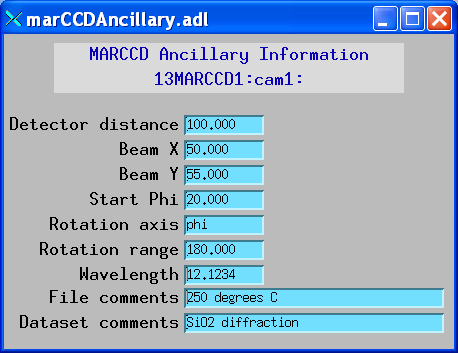 marCCDAncillary.adl
MARCCD Ancillary Information
13MARCCD1:cam1:
Detector distance 100.000
Beam X 50.000
Beam Y 55.000
Start Phi 20.000
Rotation axis phi
Rotation range 180.000
Wavelength 12.1234
File comments 250 degrees C
Dataset comments SiO2 diffraction